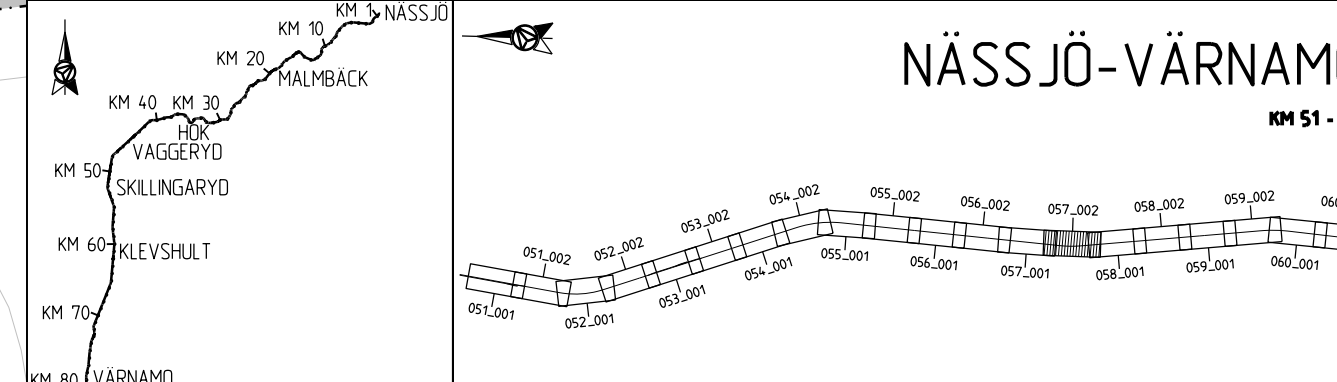 KM 1
NÄSSJÖ
KM 10
KM 20
MALMBÄCK
KM 40
KM 30
HOK
VAGGERYD
KM 50
SKILLINGARYD
KM 60
KLEVSHULT
KM 70
KM 80
VÄRNAMO
NÄSSJÖ-VÄRNAM
KM 51 -
054_002
055_002
056_002
057_002
058_002
059_002
053_002
052_002
051_002
051_001
052_001
053_001
054_001
055_001
056_001
057_001
058_001
059_001
060_001